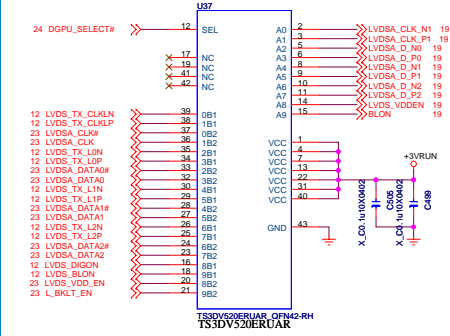 U37
24 DGPU_SELECT# 12 SEL A0 2 LVDSA_CLK_N1 19
A1 3 LVDSA_CLK_P1 19
A2 5 LVDSA_D_N0 19
17 NC A3 6 LVDSA_D_P0 19
19 NC A4 8 LVDSA_D_N1 19
41 NC A5 9 LVDSA_D_P1 19
42 NC A6 10 LVDSA_D_N2 19
A7 11 LVDSA_D_P2 19
A8 14 LVDS_VDDEN 19
A9 15 BLON 19
12 LVDS_TX_CLKLN 39 0B1
12 LVDS_TX_CLKLP 38 1B1
23 LVDSA_CLK# 37 0B2
23 LVDSA_CLK 36 1B2 VCC 1
12 LVDS_TX_L0N 35 2B1 VCC 4
12 LVDS_TX_L0P 34 3B1 VCC 7
23 LVDSA_DATA0# 33 2B2 VCC 13
23 LVDSA_DATA0 32 3B2 VCC 22
12 LVDS_TX_L1N 30 4B1 VCC 31
12 LVDS_TX_L1P 29 5B1 VCC 40
23 LVDSA_DATA1# 28 4B2
23 LVDSA_DATA1 27 5B2
12 LVDS_TX_L2N 26 6B1 GND 43
12 LVDS_TX_L2P 25 7B1
23 LVDSA_DATA2# 24 6B2
23 LVDSA_DATA2 23 7B2
12 LVDS_DIGON 16 8B1
12 LVDS_BLON 18 9B1
23 LVDS_VDD_EN 20 8B2
23 L_BKLT_EN 21 9B2
+3VRUN
X_C0.1u10X0402
C505
X_C0.1u10X0402
C499
TS3DV520ERUAR_QFN42-RH
TS3DV520ERUAR